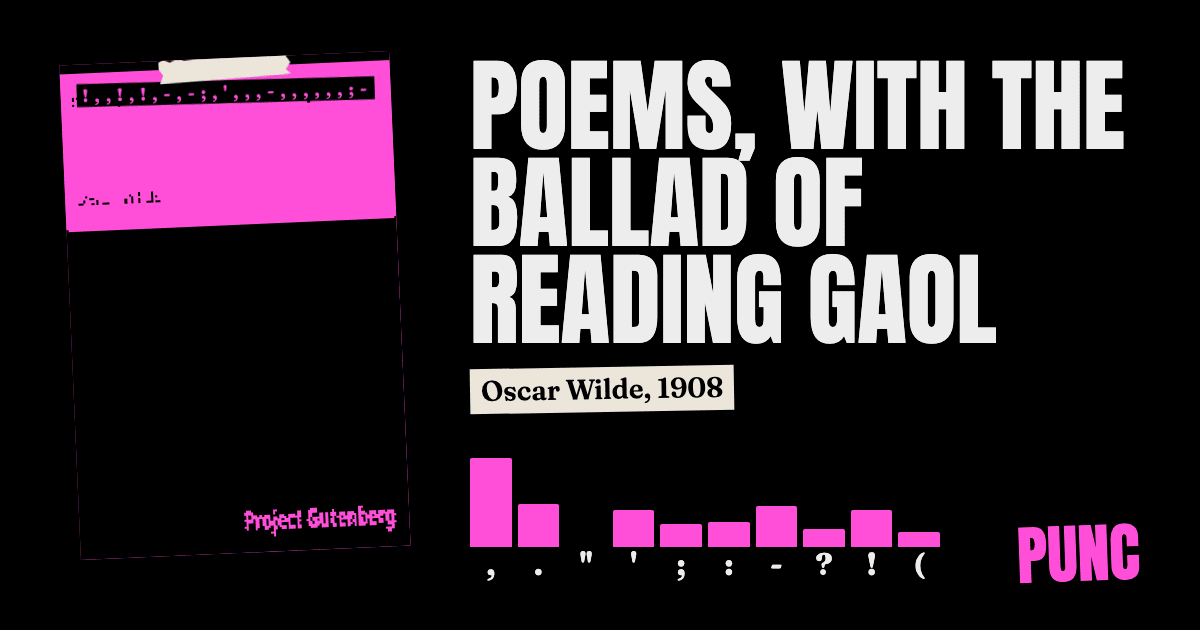 !,,!,!,-,-;,',,,-,,,,,,;-
Project Gutenberg
POEMS, WITH THE
BALLAD OF
READING GAOL
Oscar Wilde, 1908
, . " ' ; : - ? ! (
PUNC